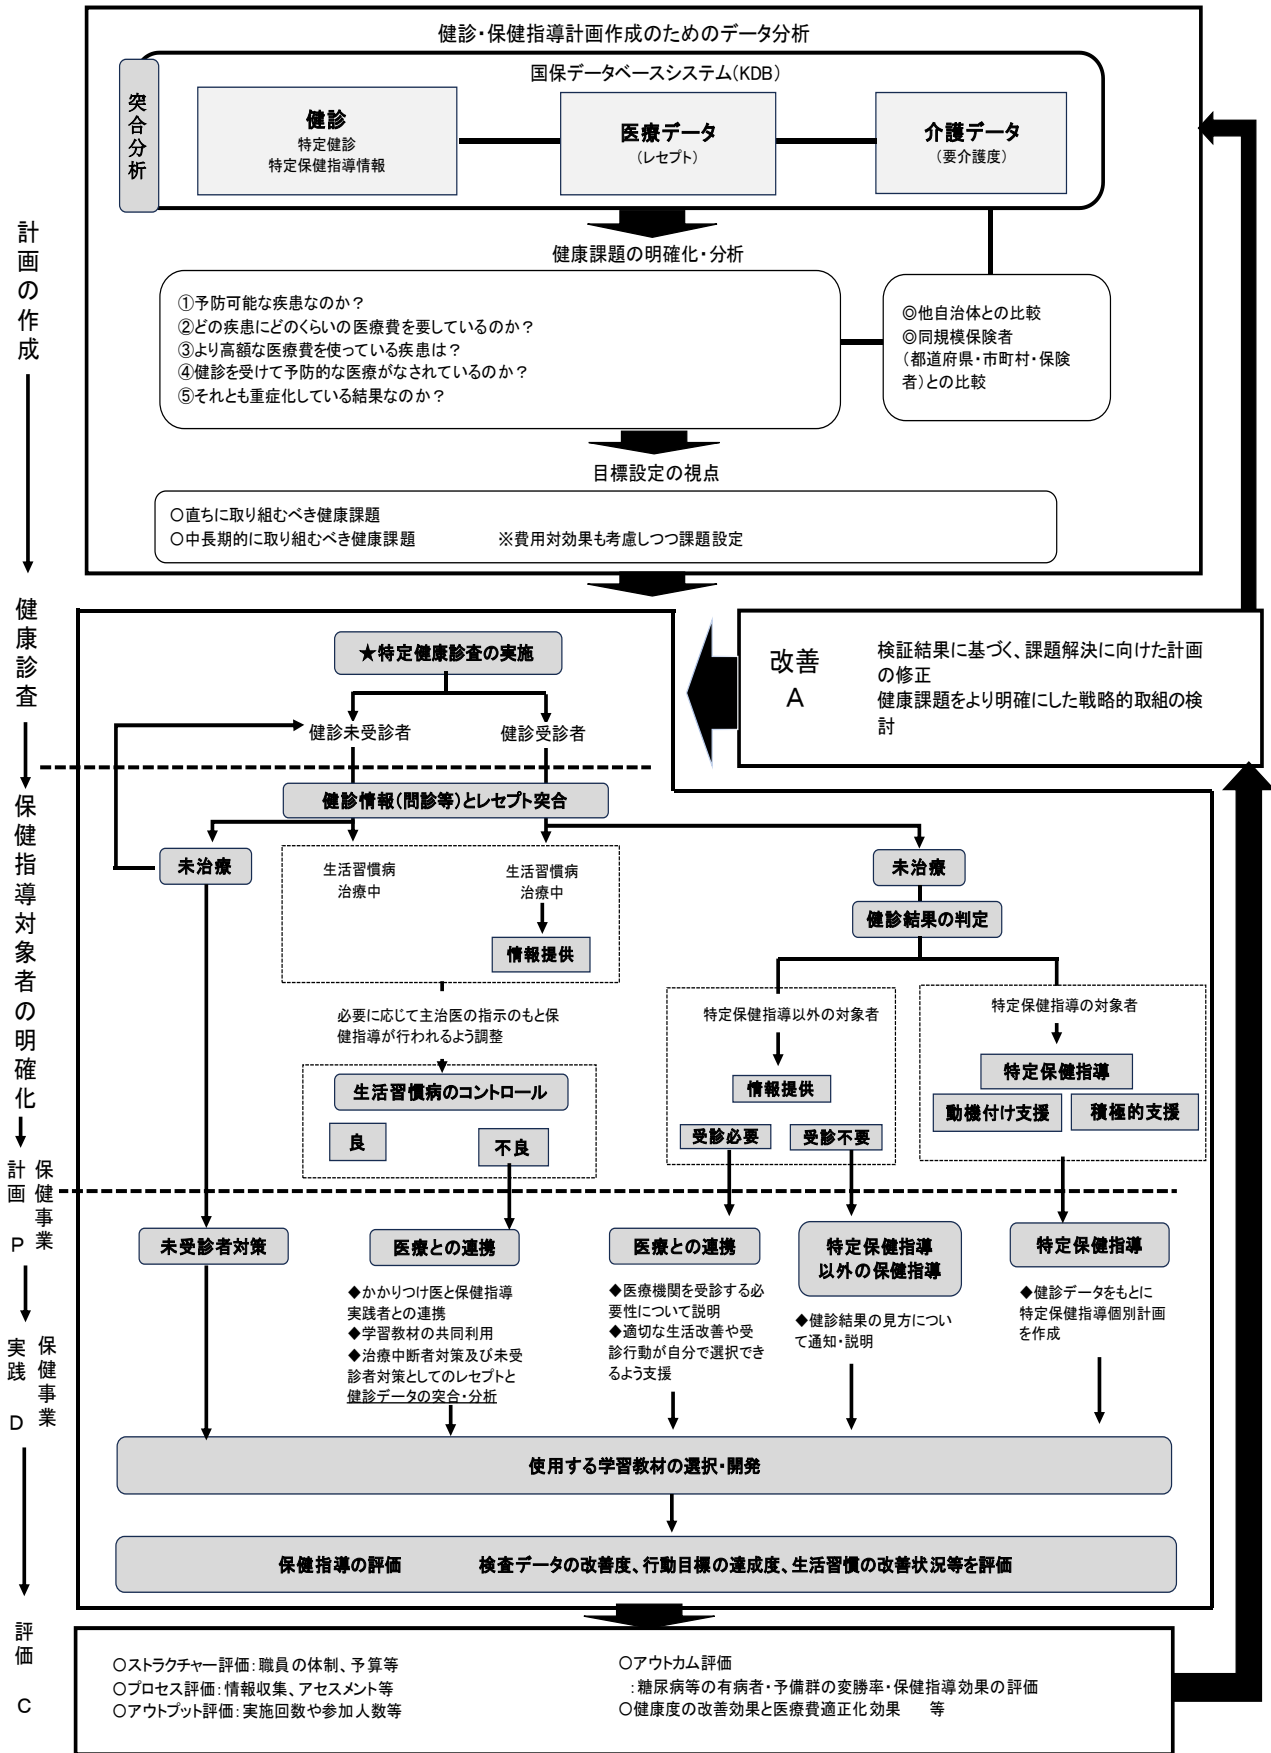 健診・保健指導計画作成のためのデータ分析
国保データベースシステム(KDB)
突合分析
健診
特定健診
特定保健指導情報
医療データ
(レセプト)
介護データ
(要介護度)
計画の作成
健康課題の明確化・分析
①予防可能な疾患なのか？
②どの疾患にどのくらいの医療費を要しているのか？
③より高額な医療費を使っている疾患は？
④健診を受けて予防的な医療がなされているのか？
⑤それとも重症化している結果なのか？
◎他自治体との比較
◎同規模保険者
（都道府県・市町村・保険
者）との比較
目標設定の視点
○直ちに取り組むべき健康課題
○中長期的に取り組むべき健康課題　※費用対効果も考慮しつつ課題設定
健康診査
★特定健康診査の実施
改善
A
検証結果に基づく、課題解決に向けた計画
の修正
健康課題をより明確にした戦略的取組の検
討
健診未受診者
健診受診者
保健指導対象者の明確化
健診情報(問診等)とレセプト突合
未治療
生活習慣病
治療中
生活習慣病
治療中
情報提供
未治療
健診結果の判定
必要に応じて主治医の指示のもと保
健指導が行われるよう調整
特定保健指導以外の対象者
情報提供
受診必要
受診不要
特定保健指導の対象者
特定保健指導
動機付け支援
積極的支援
生活習慣病のコントロール
良
不良
保健事業
計画 P
未受診者対策
医療との連携
医療との連携
特定保健指導
以外の保健指導
特定保健指導
◆かかりつけ医と保健指導
実践者との連携
◆学習教材の共同利用
◆治療中断者対策及び未受
診者対策としてのレセプトと
健診データの突合・分析
◆医療機関を受診する必
要性について説明
◆適切な生活改善や受
診行動が自分で選択でき
るよう支援
◆健診結果の見方につい
て通知・説明
◆健診データをもとに
特定保健指導個別計画
を作成
保健事業
実践 D
使用する学習教材の選択・開発
保健指導の評価　検査データの改善度、行動目標の達成度、生活習慣の改善状況等を評価
評価 C
○ストラクチャー評価：職員の体制、予算等
○プロセス評価：情報収集、アセスメント等
○アウトプット評価：実施回数や参加人数等
○アウトカム評価
：糖尿病等の有病者・予備群の変勝率・保健指導効果の評価
○健康度の改善効果と医療費適正化効果　等